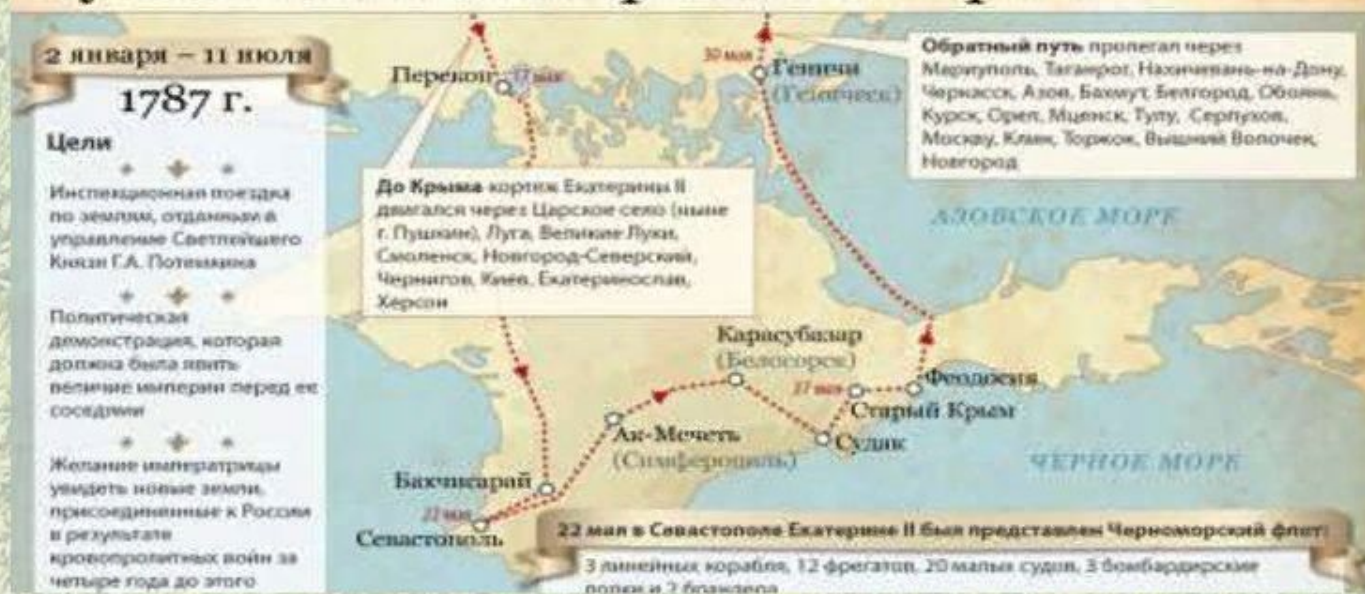 2 января – 11 июля
1787 г.
Цели
Инспекционная поездка
по землям, отданным в
управление Светлейшего
Князя Г.А. Потемкина
Политическая
демонстрация, которая
должна была явить
величие империи перед ее
соседями
Желание императрицы
увидеть новые земли,
присоединенные к России
в результате
кровопролитных войн за
четыре года до этого
Перекоп
До Крыма кортеж Екатерины II
двигался через Царское село (ныне
г. Пушкин), Луга, Великие Луки,
Смоленск, Новгород-Северский,
Чернигов, Киев, Екатеринослав,
Херсон
30 мая
Геничи
(Геническ)
Обратный путь пролегал через
Мариуполь, Таганрог, Нахичевань-на-Дону,
Черкасск, Азов, Бахмут, Белгород, Обоянь,
Курск, Орел, Мценск, Тулу, Серпухов,
Москву, Клин, Торжок, Вышний Волочек,
Новгород
АЗОВСКОЕ МОРЕ
Карасубазар
(Белогорск)
Феодосия
27 мая
Старый Крым
Судак
Ак-Мечеть
(Симферополь)
ЧЕРНОЕ МОРЕ
Бахчисарай
22 мая
Севастополь
22 мая в Севастополе Екатерине II был представлен Черноморский флот:
3 линейных корабля, 12 фрегатов, 20 малых судов, 3 бомбардирские
лодки и 2 брандера